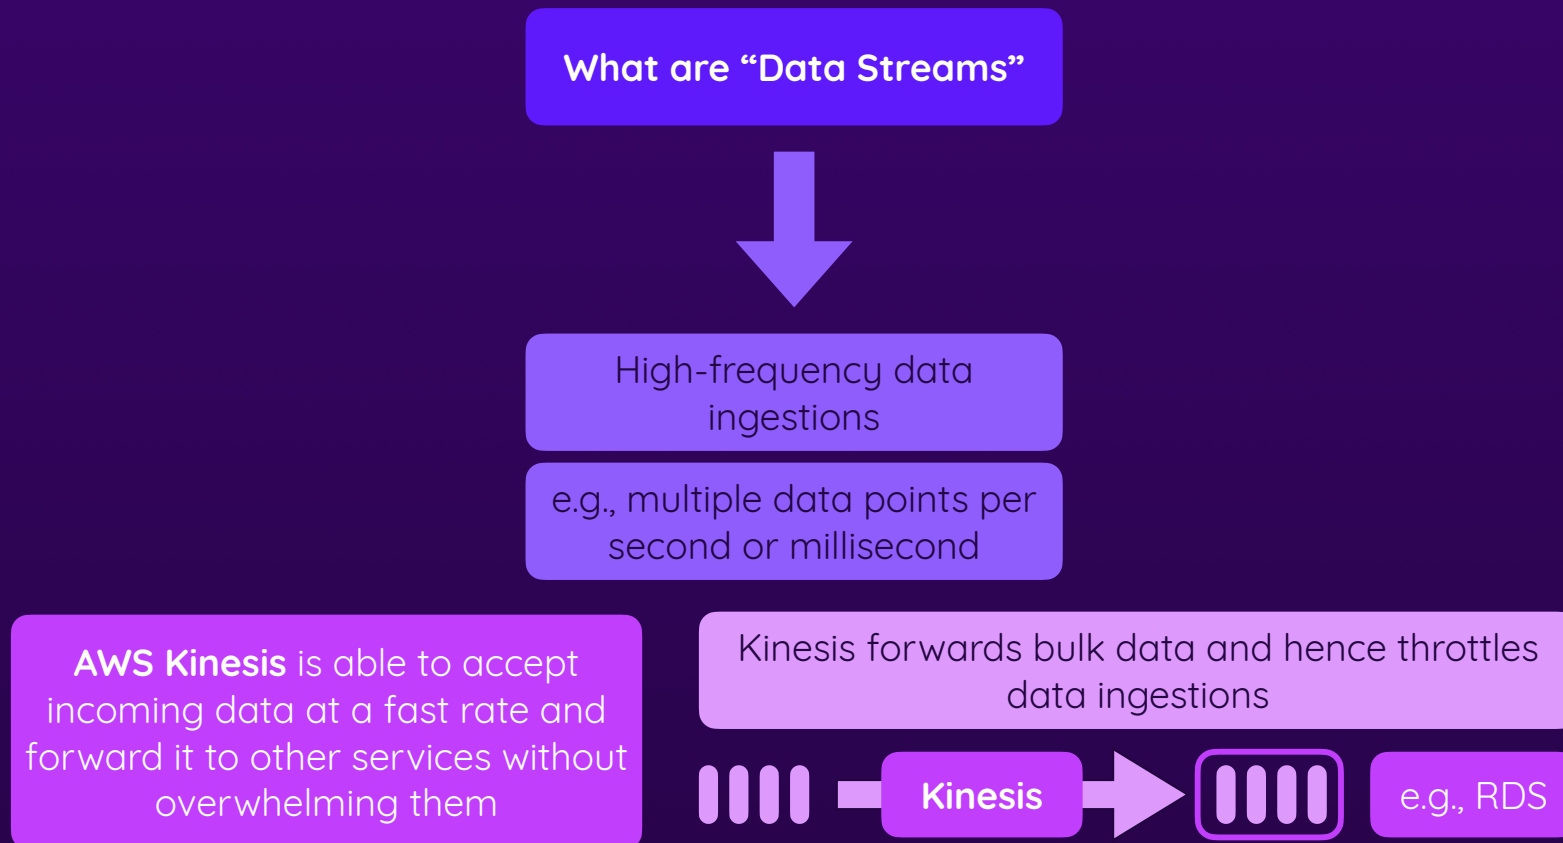 What are “Data Streams”
High-frequency data
ingestions
e.g., multiple data points per
second or millisecond
AWS Kinesis is able to accept
incoming data at a fast rate and
forward it to other services without
overwhelming them
Kinesis forwards bulk data and hence throttles
data ingestions
Kinesis
e.g., RDS